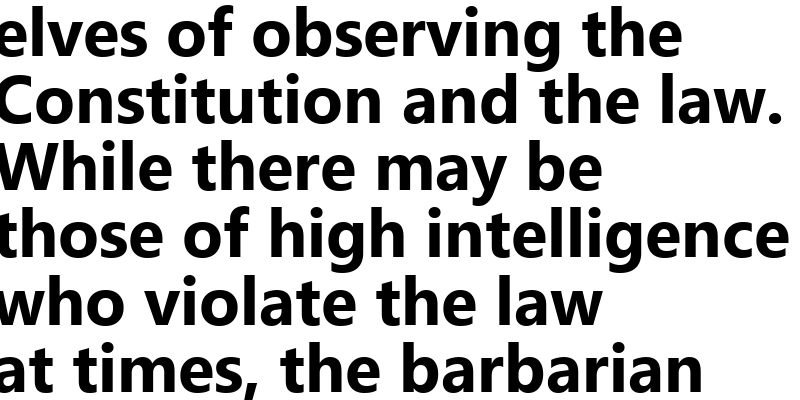 elves of observing the
Constitution and the law.
While there may be
those of high intelligence
who violate the law
at times, the barbarian